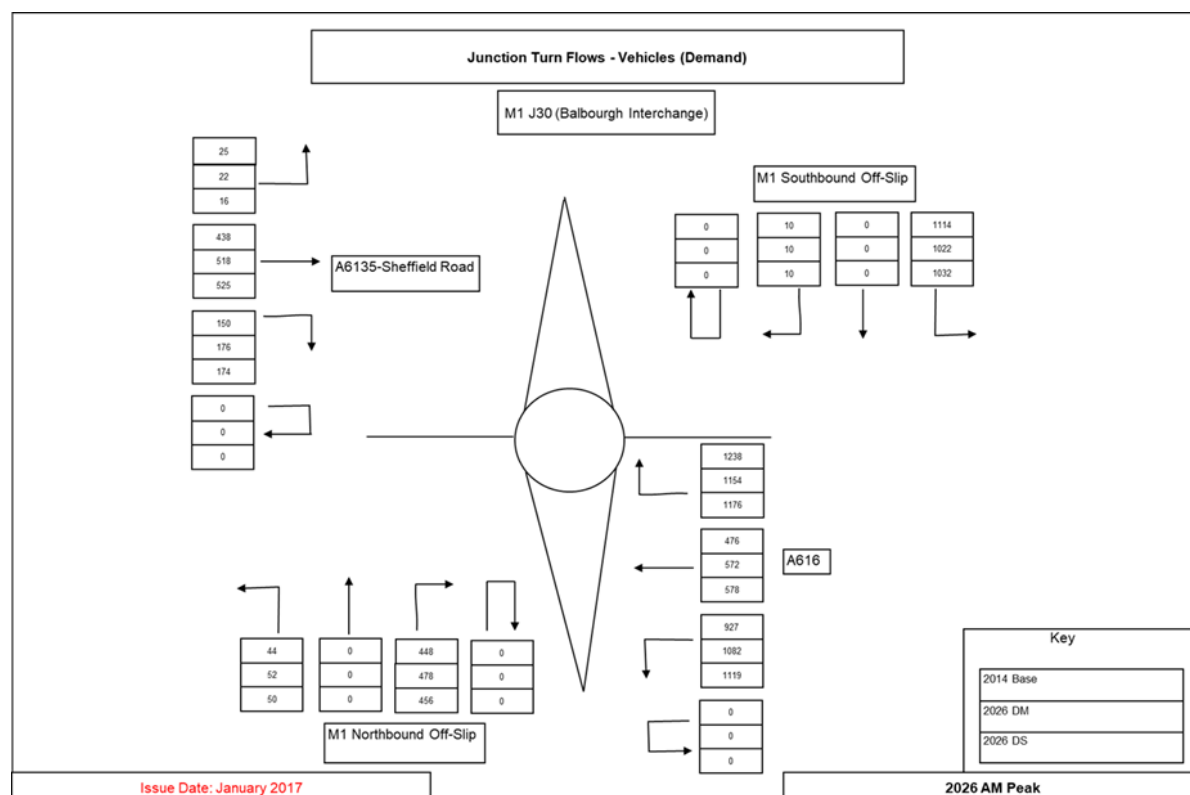 Junction Turn Flows - Vehicles (Demand)
M1 J30 (Balbourgh Interchange)
25
22
16
438
518
525
150
176
174
0
0
0
A6135-Sheffield Road
M1 Southbound Off-Slip
0 10 0 1114
0 10 0 1022
0 10 0 1032
1238
1154
1176
476
572
578
A616
927
1082
1119
0
0
0
44 0 448 0
52 0 478 0
50 0 456 0
M1 Northbound Off-Slip
Key
2014 Base
2026 DM
2026 DS
Issue Date: January 2017
2026 AM Peak